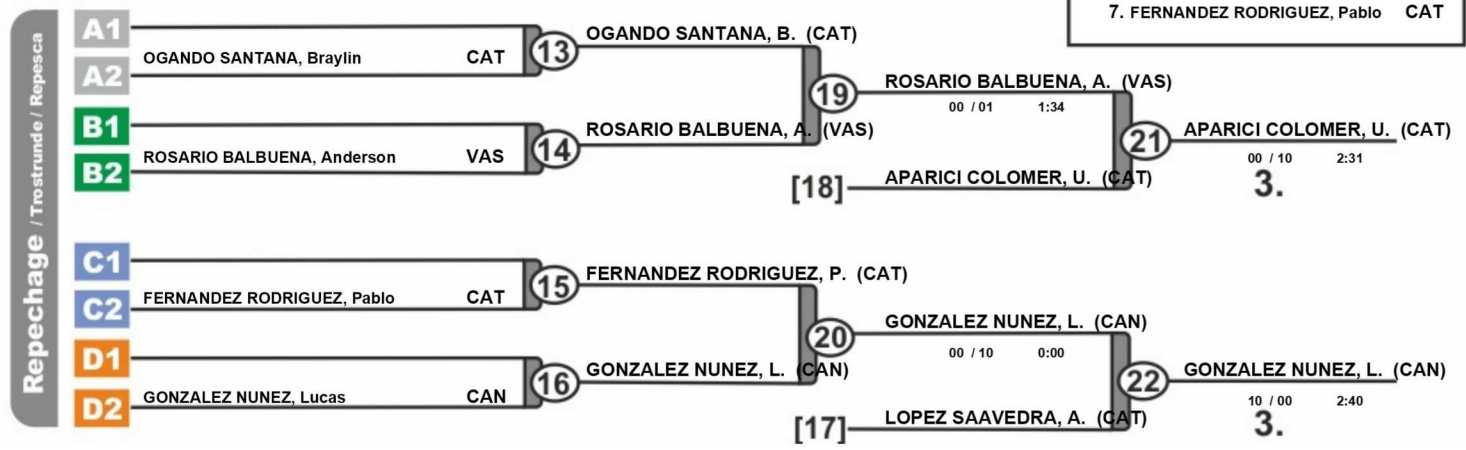 7. FERNANDEZ RODRIGUEZ, Pablo CAT
Repechage / Trostrunde / Repesca
A1
OGANDO SANTANA, Braylin CAT
A2
13
OGANDO SANTANA, B. (CAT)
B1
ROSARIO BALBUENA, Anderson VAS
B2
14
ROSARIO BALBUENA, A. (VAS)
19
ROSARIO BALBUENA, A. (VAS)
00 / 01 1:34
[18]
APARICI COLOMER, U. (CAT)
21
APARICI COLOMER, U. (CAT)
00 / 10 2:31
3.
C1
FERNANDEZ RODRIGUEZ, Pablo CAT
C2
15
FERNANDEZ RODRIGUEZ, P. (CAT)
D1
GONZALEZ NUNEZ, Lucas CAN
D2
16
GONZALEZ NUNEZ, L. (CAN)
20
GONZALEZ NUNEZ, L. (CAN)
00 / 10 0:00
[17]
LOPEZ SAAVEDRA, A. (CAT)
22
GONZALEZ NUNEZ, L. (CAN)
10 / 00 2:40
3.